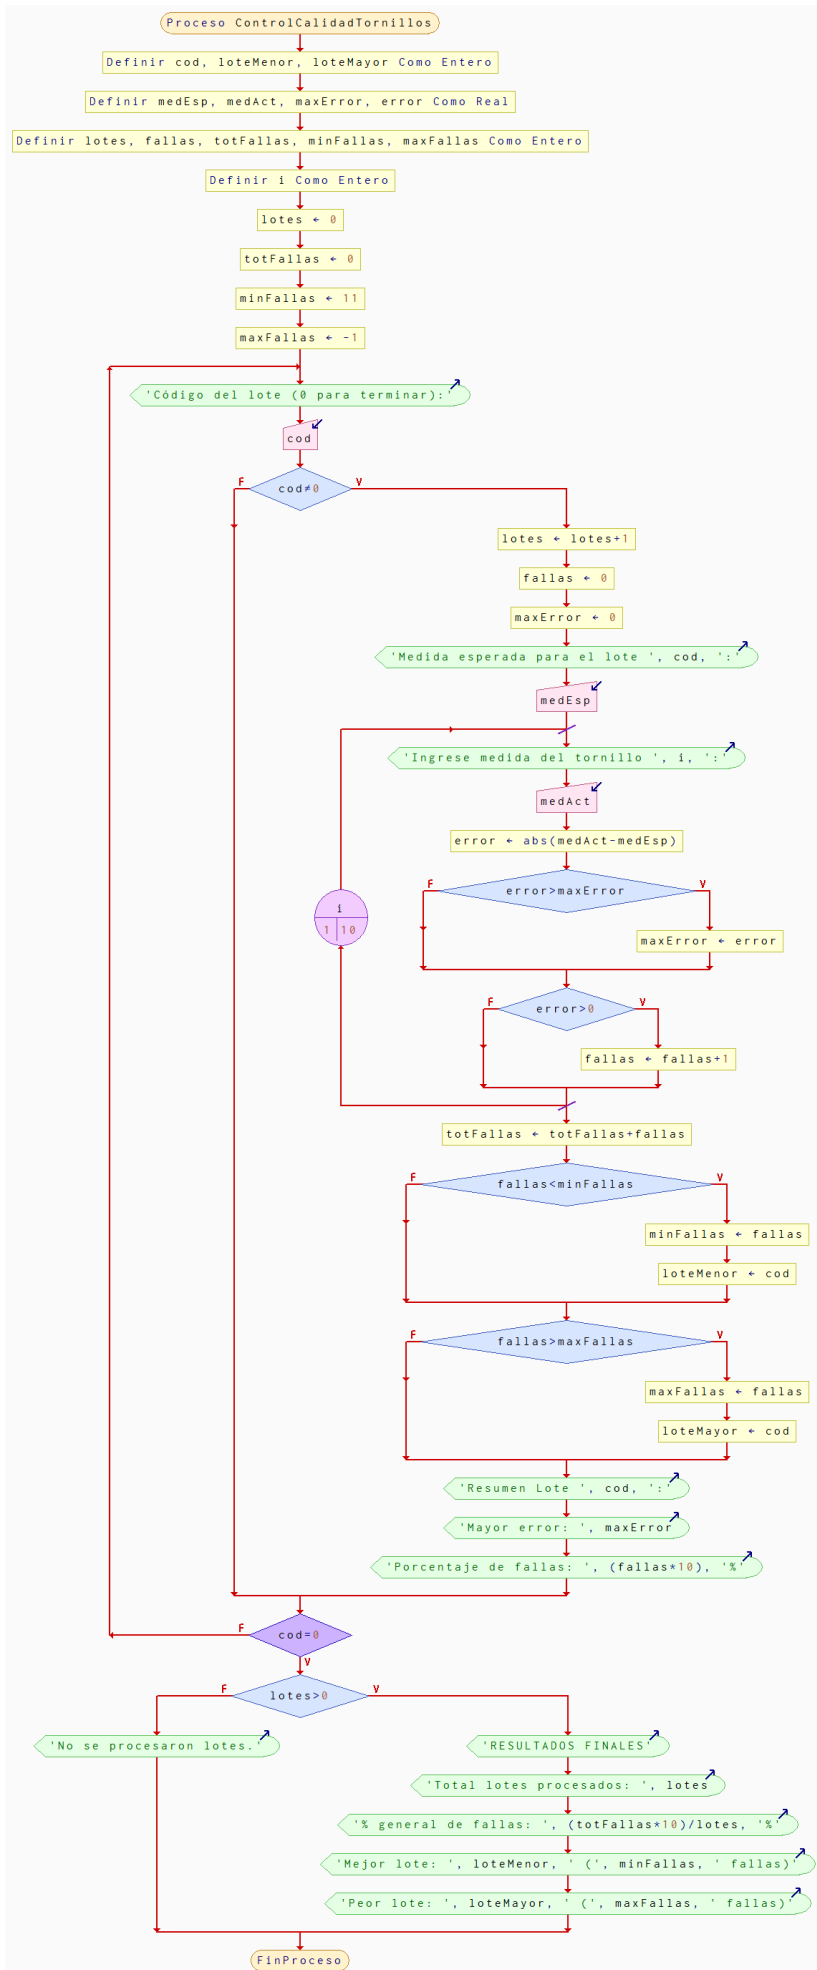 Proceso ControlCalidadTornillos
Definir cod, loteMenor, loteMayor Como Entero
Definir medEsp, medAct, maxError, error Como Real
Definir lotes, fallas, totFallas, minFallas, maxFallas Como Entero
Definir i Como Entero
lotes ← 0
totFallas ← 0
minFallas ← 11
maxFallas ← -1
'Código del lote (0 para terminar):'
cod
F
cod≠0
V
lotes ← lotes+1
fallas ← 0
maxError ← 0
'Medida esperada para el lote ', cod, ':'
medEsp
'Ingrese medida del tornillo ', i, ':'
medAct
error ← abs(medAct-medEsp)
F
error>maxError
V
i
1 10
maxError ← error
F
error>0
V
fallas ← fallas+1
totFallas ← totFallas+fallas
F
fallas<minFallas
V
minFallas ← fallas
loteMenor ← cod
F
fallas>maxFallas
V
maxFallas ← fallas
loteMayor ← cod
'Resumen Lote ', cod, ':'
'Mayor error: ', maxError
'Porcentaje de fallas: ', (fallas*10), '%'
F
cod=0
V
F
lotes>0
V
'No se procesaron lotes.'
'RESULTADOS FINALES'
'Total lotes procesados: ', lotes
'% general de fallas: ', (totFallas*10)/lotes, '%'
'Mejor lote: ', loteMenor, ' (', minFallas, ' fallas)'
'Peor lote: ', loteMayor, ' (', maxFallas, ' fallas)'
FinProceso